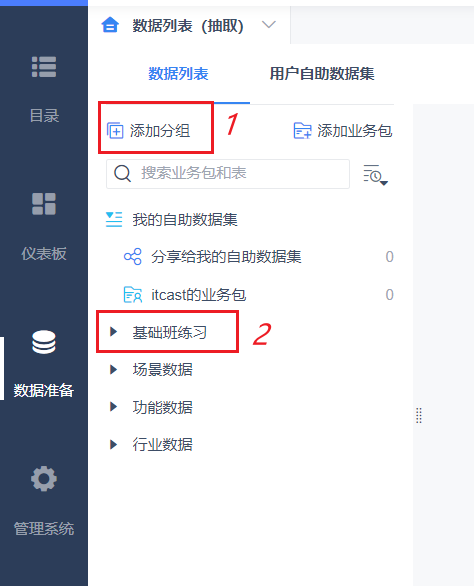 数据列表（抽取）
目录
仪表板
数据准备
管理系统
数据列表
用户自助数据集
添加分组
1
添加业务包
搜索业务包和表
我的自助数据集
分享给我的自助数据集 0
itcast的业务包 0
基础班练习
2
场景数据
功能数据
行业数据